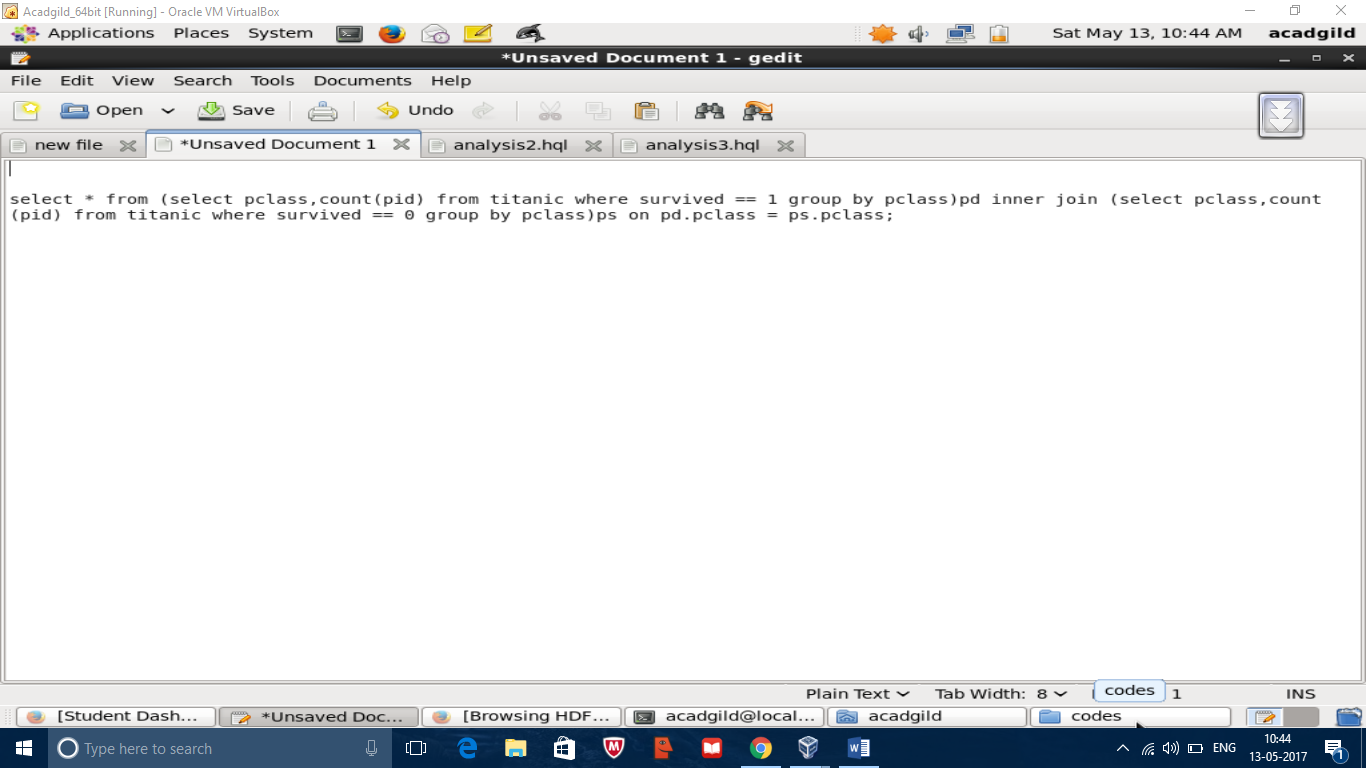 Acadgild_64bit [Running] - Oracle VM VirtualBox
Applications Places System Sat May 13, 10:44 AM acadgild
*Unsaved Document 1 - gedit
File Edit View Search Tools Documents Help
Open Save Undo
new file *Unsaved Document 1 analysis2.hql analysis3.hql
select * from (select pclass,count(pid) from titanic where survived == 1 group by pclass)pd inner join (select pclass,count
(pid) from titanic where survived == 0 group by pclass)ps on pd.pclass = ps.pclass;
Plain Text Tab Width: 8 codes 1 INS
[Student Dash... *Unsaved Doc... [Browsing HDF... acadgild@local... acadgild codes
Type here to search ENG 10:44
13-05-2017 1